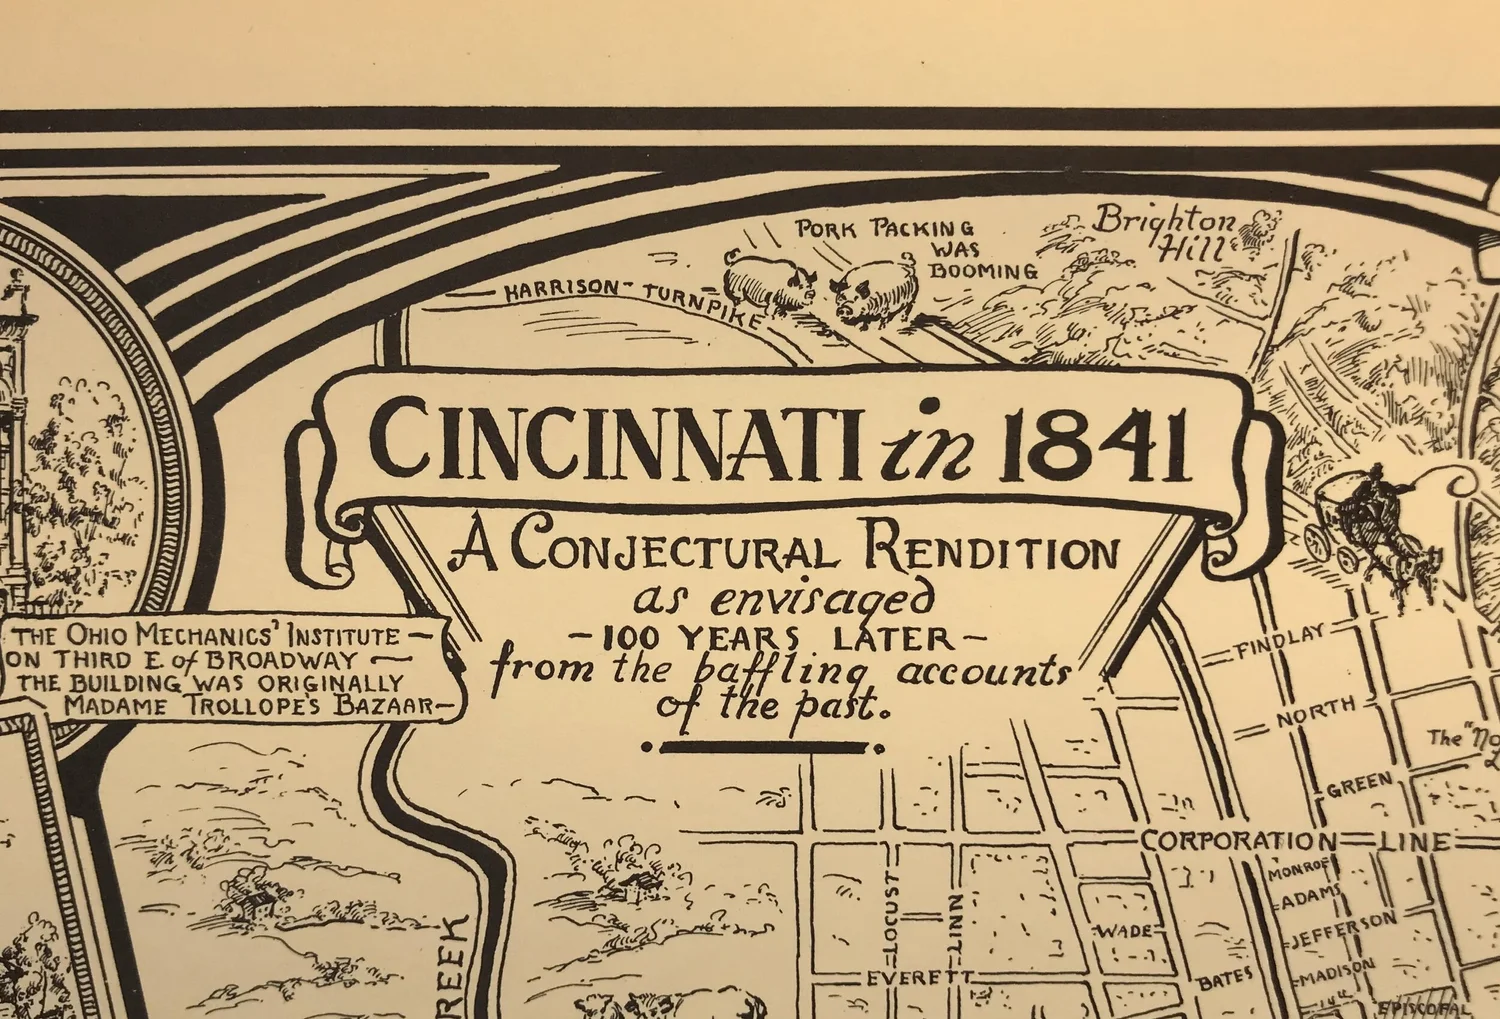 PORK PACKING
WAS
BOOMING
Brighton
Hill
HARRISON - TURNPIKE
CINCINNATI in 1841
A CONJECTURAL RENDITION
as envisaged
-100 YEARS LATER-
from the baffling accounts
of the past.
THE OHIO MECHANICS' INSTITUTE
ON THIRD E. of BROADWAY
THE BUILDING WAS ORIGINALLY
MADAME TROLLOPE'S BAZAAR
FINDLAY
NORTH
The
GREEN
CORPORATION LINE
MONROE
ADAMS
JEFFERSON
MADISON
LOCUST
LINN
WADE
EVERETT
BATES
EPISCOPAL